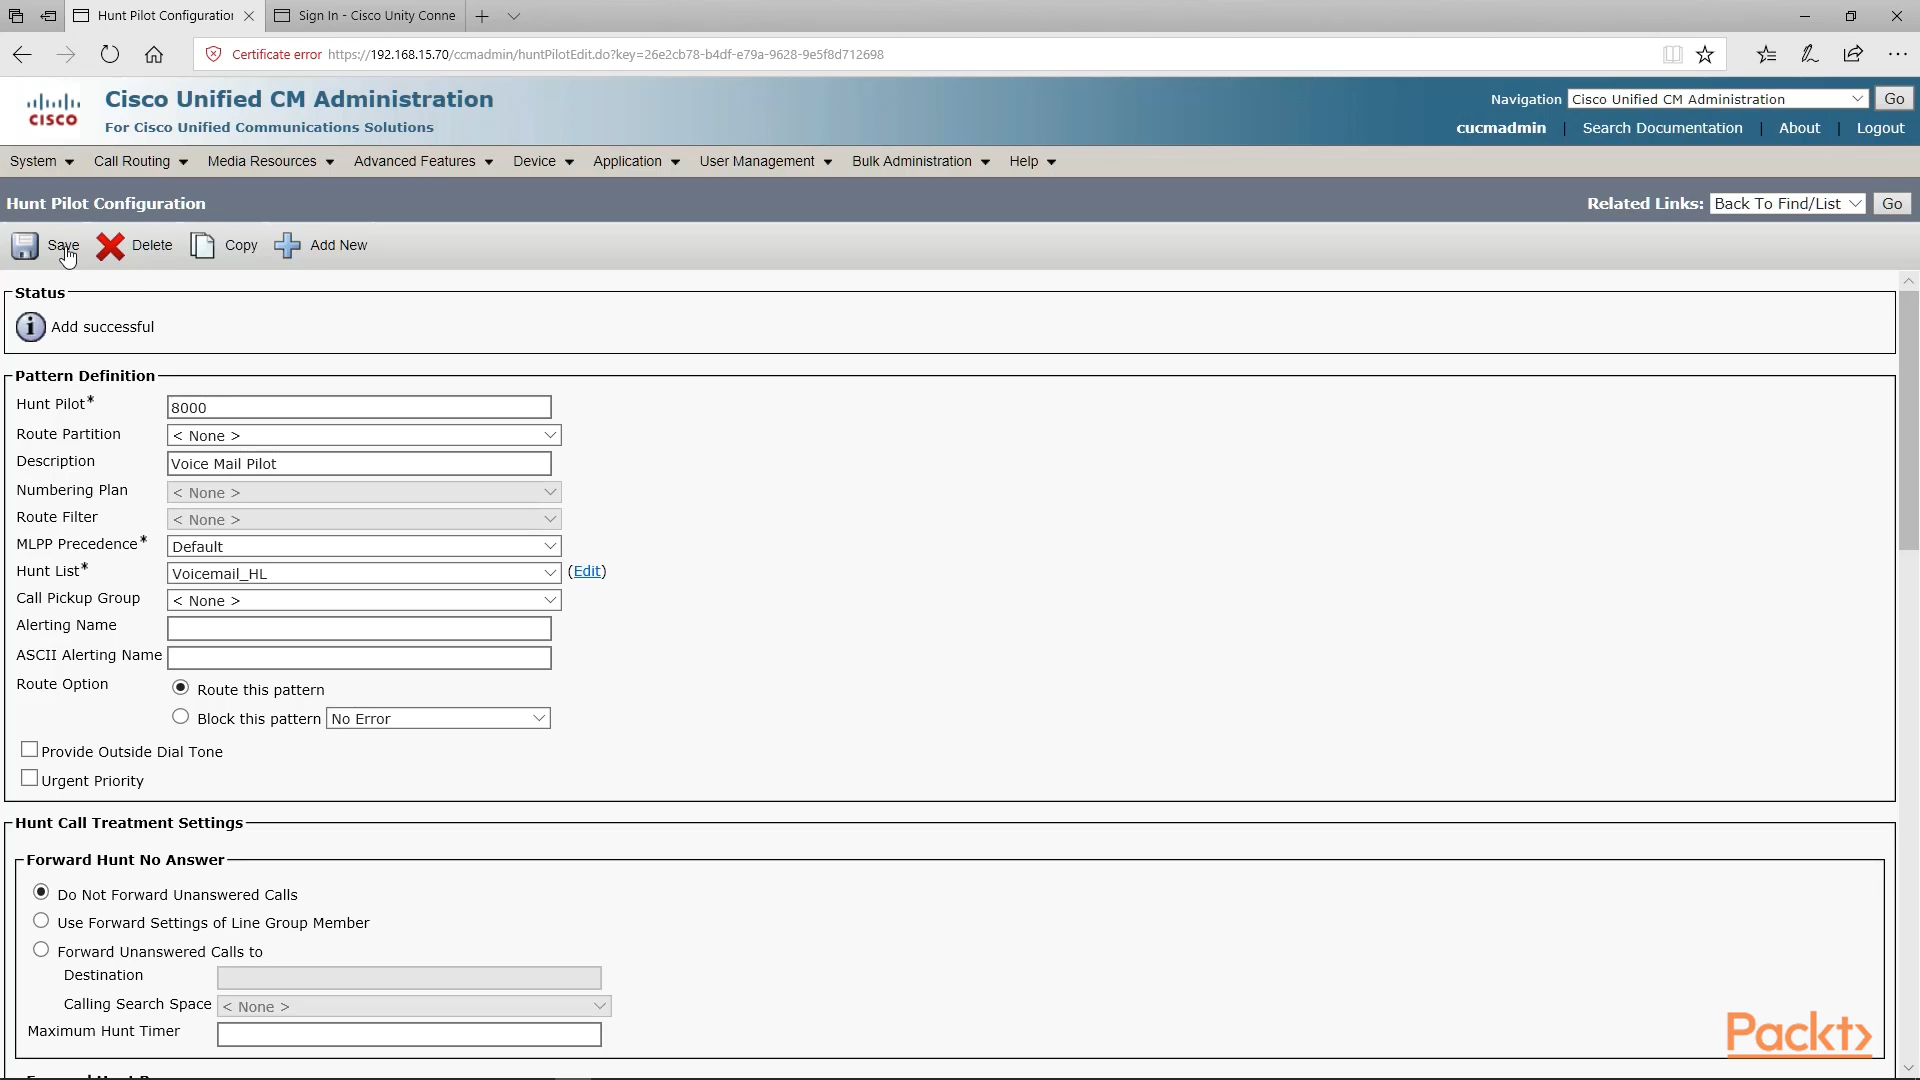 Hunt Pilot Configuration
Sign In - Cisco Unity Conne
Certificate error https://192.168.15.70/ccmadmin/huntPilotEdit.do?key=26e2cb78-b4df-e79a-9628-9e5f8d712698
CISCO
Cisco Unified CM Administration
For Cisco Unified Communications Solutions
Navigation Cisco Unified CM Administration Go
cucmadmin | Search Documentation | About | Logout
System Call Routing Media Resources Advanced Features Device Application User Management Bulk Administration Help
Hunt Pilot Configuration
Related Links: Back To Find/List Go
Save Delete Copy Add New
Status
Add successful
Pattern Definition
Hunt Pilot* 8000
Route Partition < None >
Description Voice Mail Pilot
Numbering Plan < None >
Route Filter < None >
MLPP Precedence* Default
Hunt List* Voicemail_HL (Edit)
Call Pickup Group < None >
Alerting Name
ASCII Alerting Name
Route Option Route this pattern
Block this pattern No Error
Provide Outside Dial Tone
Urgent Priority
Hunt Call Treatment Settings
Forward Hunt No Answer
Do Not Forward Unanswered Calls
Use Forward Settings of Line Group Member
Forward Unanswered Calls to
Destination
Calling Search Space < None >
Maximum Hunt Timer
Packt>